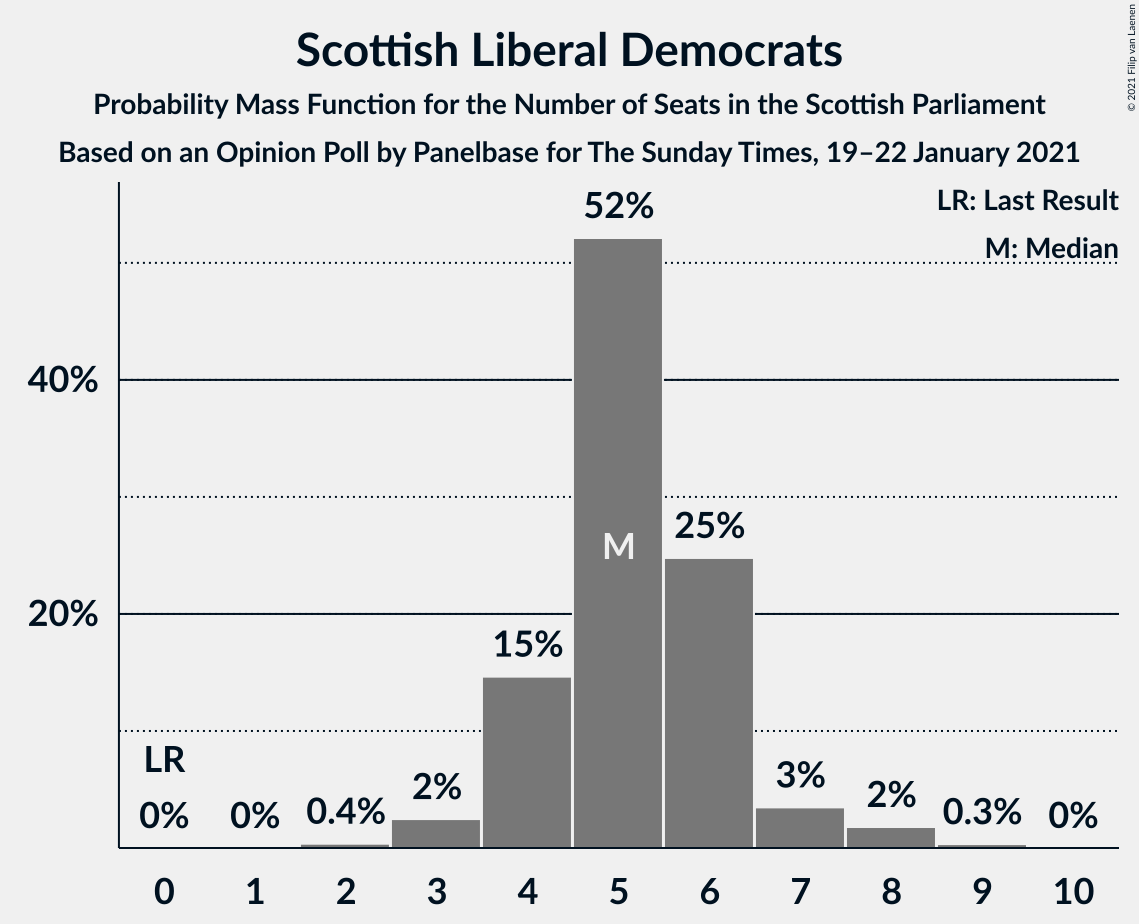 Scottish Liberal Democrats
Probability Mass Function for the Number of Seats in the Scottish Parliament
Based on an Opinion Poll by Panelbase for The Sunday Times, 19–22 January 2021
© 2021 Filip van Laenen
LR: Last Result
M: Median
52%
40%
25%
M
20%
15%
LR
0%
0%
0.4%
2%
3%
2%
0.3%
0%
0 1 2 3 4 5 6 7 8 9 10